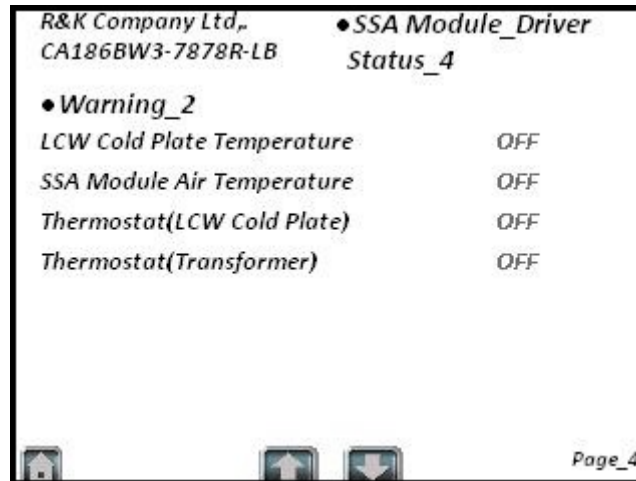 R&K Company Ltd,.
CA186BW3-7878R-LB
●SSA Module_Driver
Status_4
●Warning_2
LCW Cold Plate Temperature OFF
SSA Module Air Temperature OFF
Thermostat(LCW Cold Plate) OFF
Thermostat(Transformer) OFF
Page_4